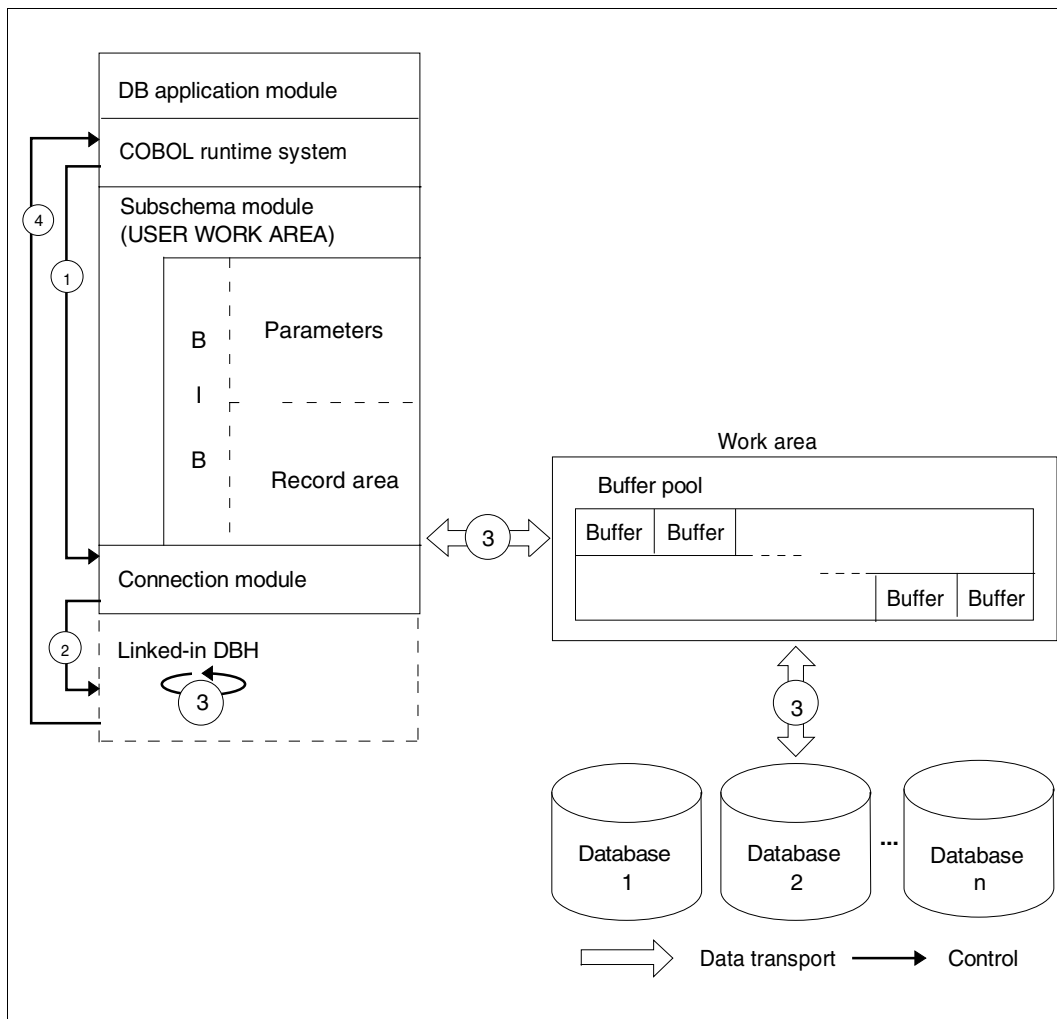 DB application module
COBOL runtime system
4
Subschema module
(USER WORK AREA)
1
B
Parameters
I
B
Record area
Work area
Buffer pool
Buffer
Buffer
3
Connection module
Buffer
Buffer
2
Linked-in DBH
3
3
Database
1
Database
2
...
Database
n
Data transport
Control